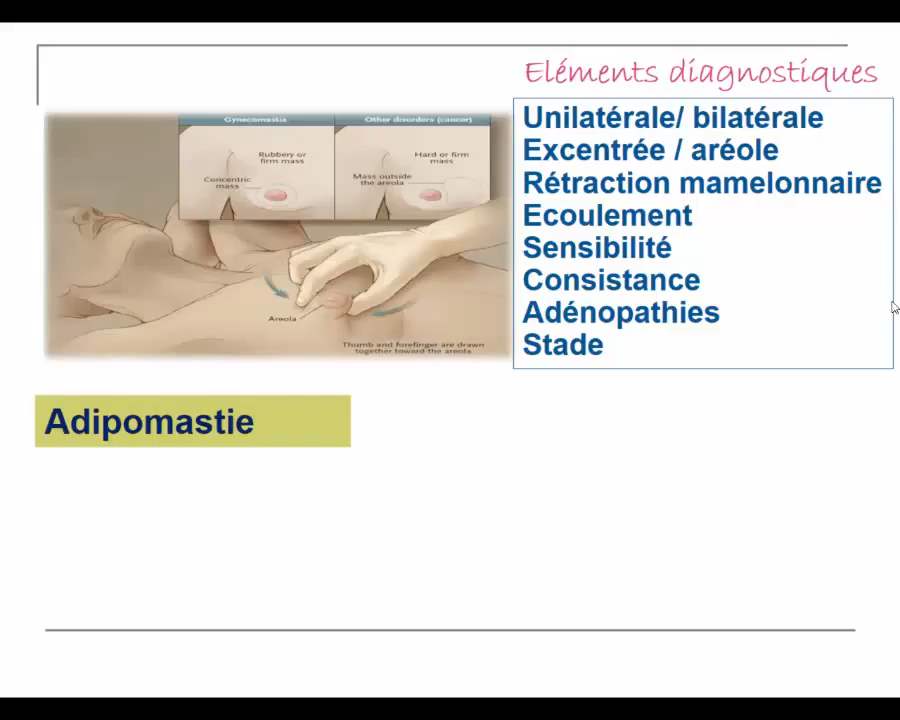 Eléments diagnostiques
Gynecomastia
Other disorders (cancer)
Rubbery or
firm mass
Concentric
mass
Hard or firm
mass
Mass outside
the areola
Areola
Thumb and forefinger are drawn
together toward the areola.
Unilatérale/ bilatérale
Excentrée / aréole
Rétraction mamelonnaire
Ecoulement
Sensibilité
Consistance
Adénopathies
Stade
Adipomastie